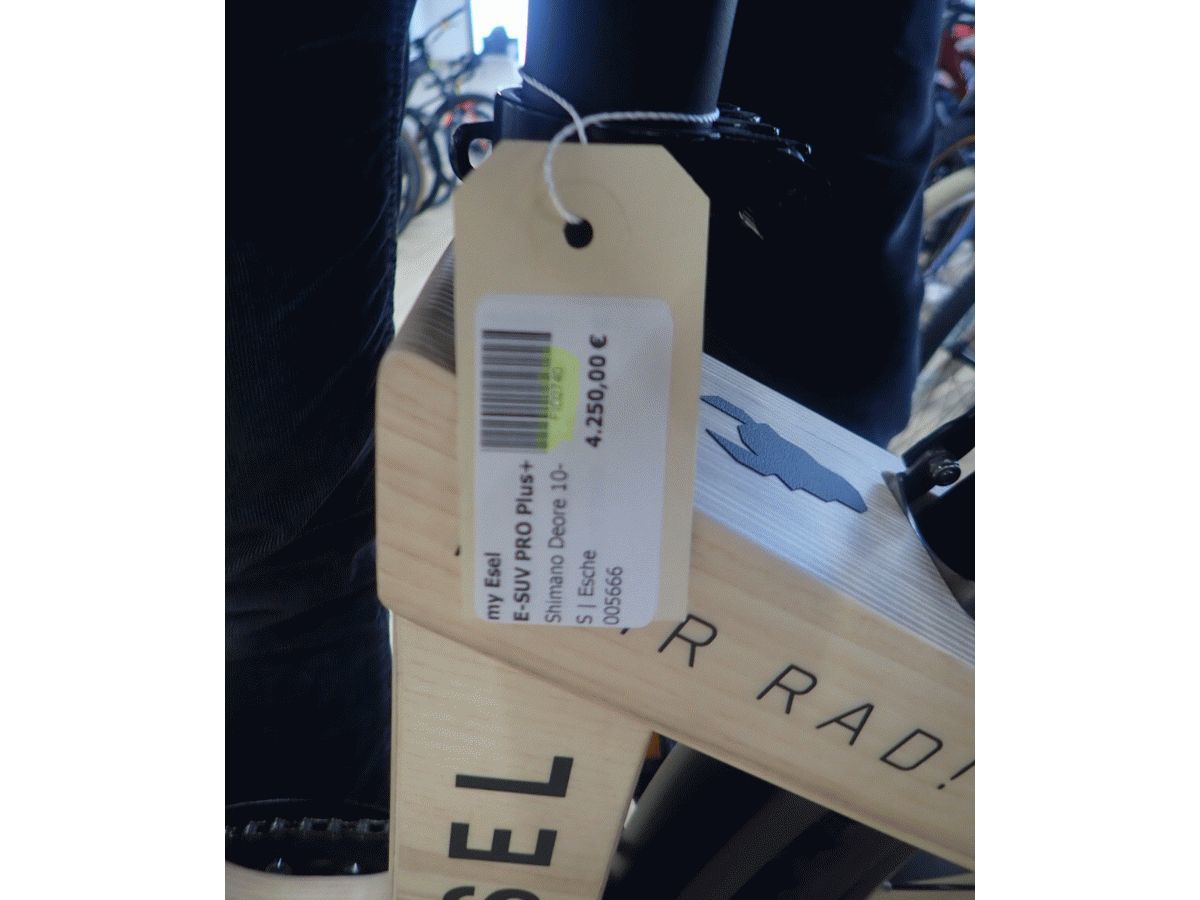 my Esel
E-SUV PRO Plus+
Shimano Deore 10-
S | Esche
005666
4.250,00 €
R RAD!
SEL